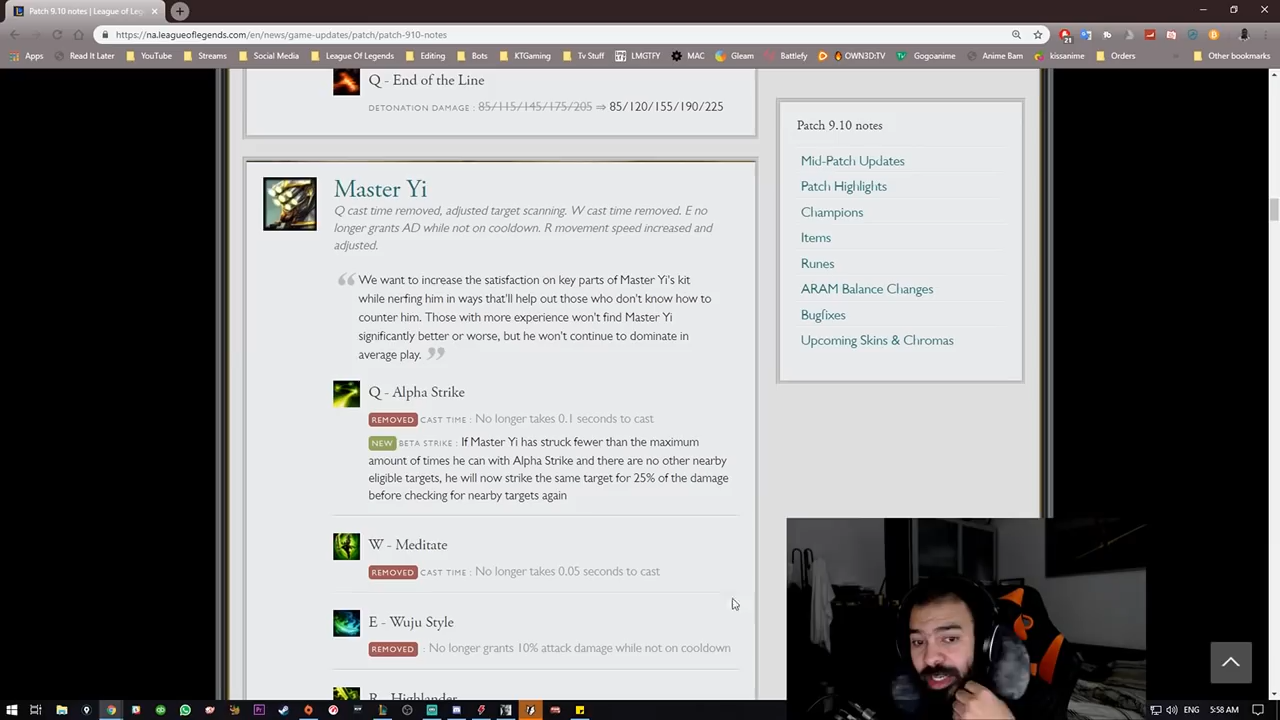 Patch 9.10 notes | League of Leg
https://na.leagueoflegends.com/en/news/game-updates/patch/patch-910-notes
21
Apps
Read It Later
YouTube
Streams
Social Media
League Of Legends
Editing
Bots
KTGaming
Tv Stuff
LMGTFY
MAC
Gleam
Battlefy
OWN3D:TV
Gogoanime
Anime Bam
kissanime
Orders
Other bookmarks
Q - End of the Line
DETONATION DAMAGE : 85/115/145/175/205 ⇒ 85/120/155/190/225
Master Yi
Q cast time removed, adjusted target scanning. W cast time removed. E no
longer grants AD while not on cooldown. R movement speed increased and
adjusted.
We want to increase the satisfaction on key parts of Master Yi's kit
while nerfing him in ways that'll help out those who don't know how to
counter him. Those with more experience won't find Master Yi
significantly better or worse, but he won't continue to dominate in
average play.
Q - Alpha Strike
REMOVED CAST TIME : No longer takes 0.1 seconds to cast
NEW BETA STRIKE : If Master Yi has struck fewer than the maximum
amount of times he can with Alpha Strike and there are no other nearby
eligible targets, he will now strike the same target for 25% of the damage
before checking for nearby targets again
W - Meditate
REMOVED CAST TIME : No longer takes 0.05 seconds to cast
E - Wuju Style
REMOVED : No longer grants 10% attack damage while not on cooldown
R - Highlander
Patch 9.10 notes
Mid-Patch Updates
Patch Highlights
Champions
Items
Runes
ARAM Balance Changes
Bugfixes
Upcoming Skins & Chromas
ENG
5:58 AM